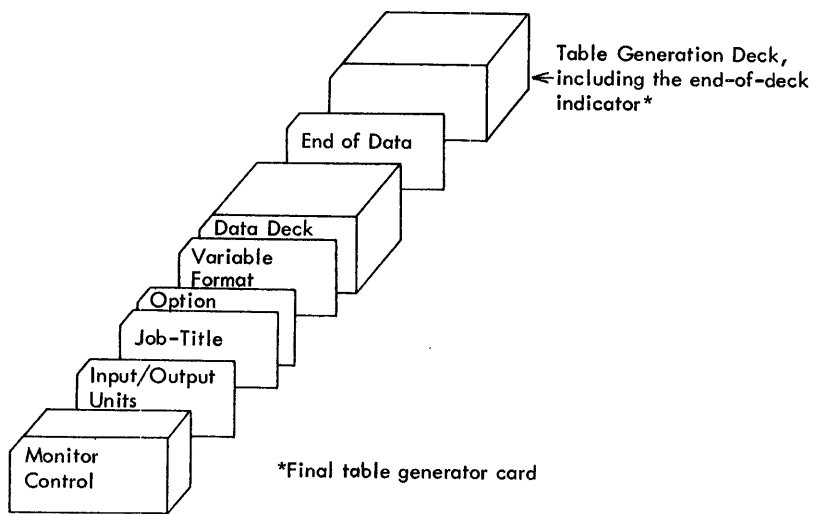 Table Generation Deck,
including the end-of-deck
indicator*
End of Data
Data Deck
Variable
Format
Option
Job-Title
Input/Output
Units
Monitor
Control
*Final table generator card